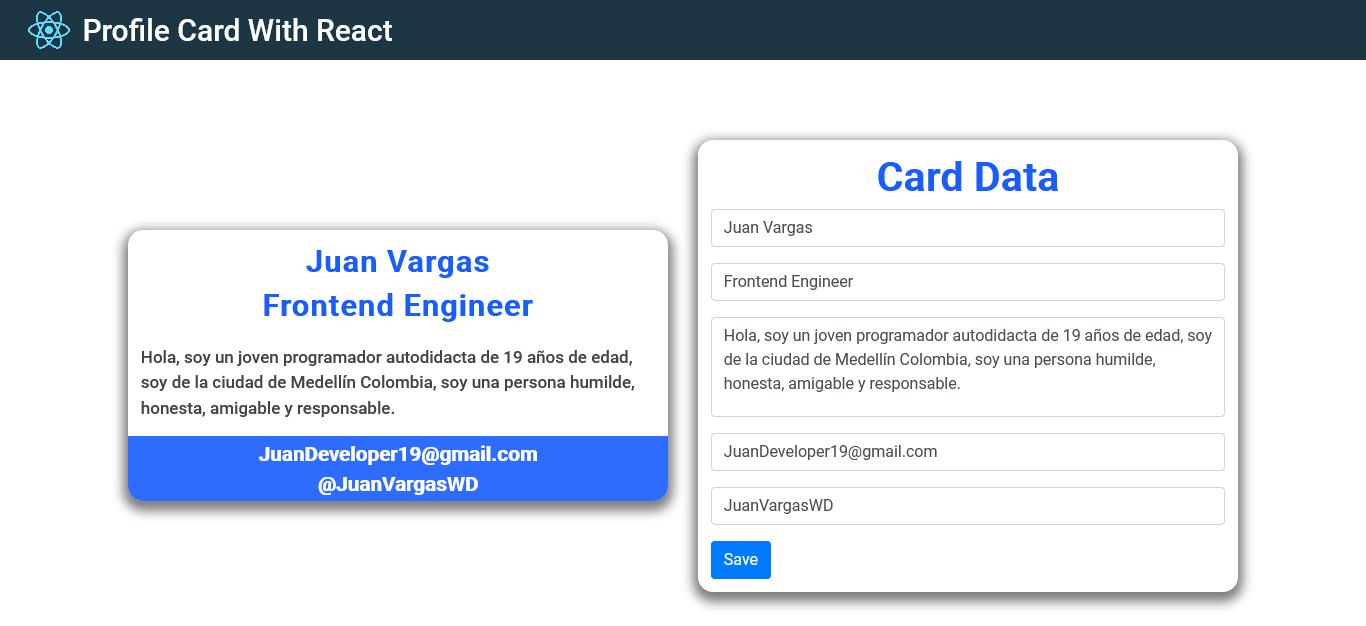 Profile Card With React
Juan Vargas
Frontend Engineer
Hola, soy un joven programador autodidacta de 19 años de edad,
soy de la ciudad de Medellín Colombia, soy una persona humilde,
honesta, amigable y responsable.
JuanDeveloper19@gmail.com
@JuanVargasWD
Card Data
Juan Vargas
Frontend Engineer
Hola, soy un joven programador autodidacta de 19 años de edad, soy
de la ciudad de Medellín Colombia, soy una persona humilde,
honesta, amigable y responsable.
JuanDeveloper19@gmail.com
JuanVargasWD
Save